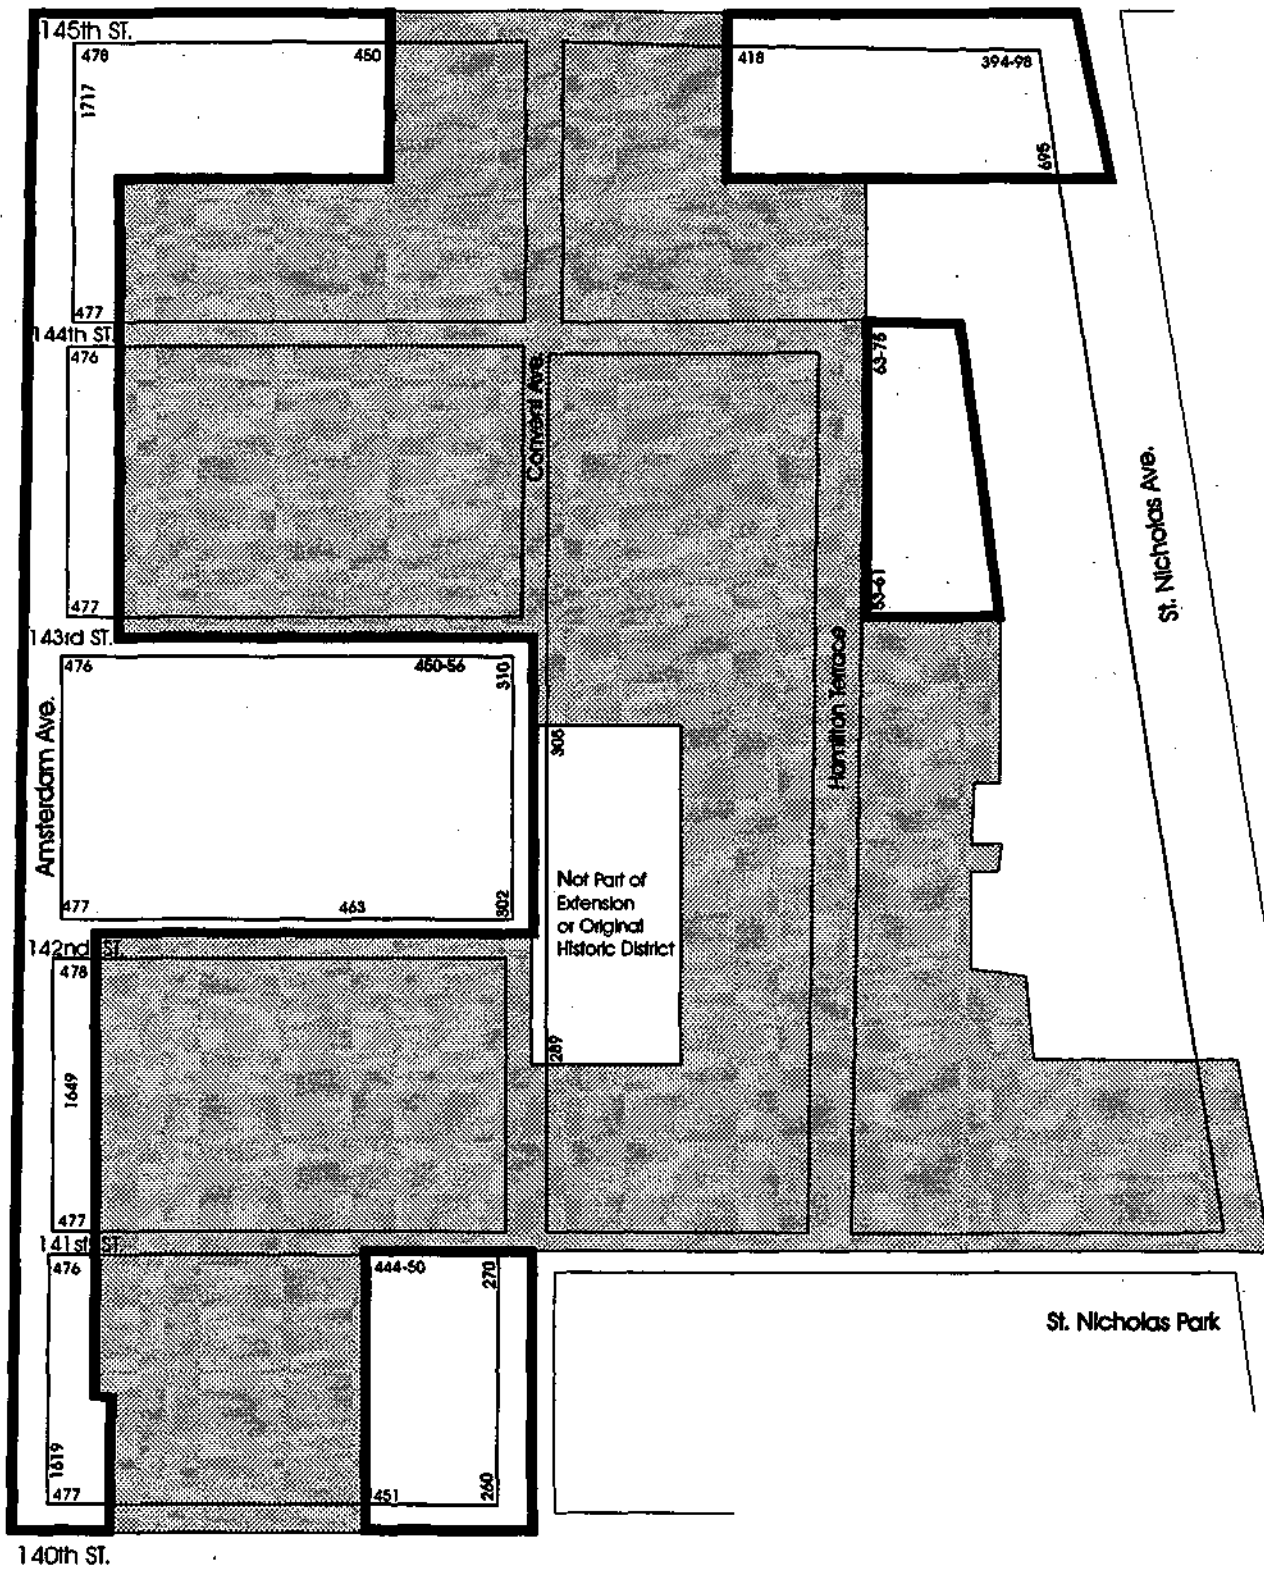 145th ST.
478
450
418
394-98
1717
695
477
144th ST.
476
63-75
Convent Ave.
St. Nicholas Ave.
477
53-61
143rd ST.
476
450-56
310
Hamilton Terrace
Amsterdam Ave.
305
Not Part of
Extension
or Original
Historic District
477
463
302
142nd ST.
478
289
1649
477
141st ST.
476
444-50
270
St. Nicholas Park
1619
477
451
260
140th ST.